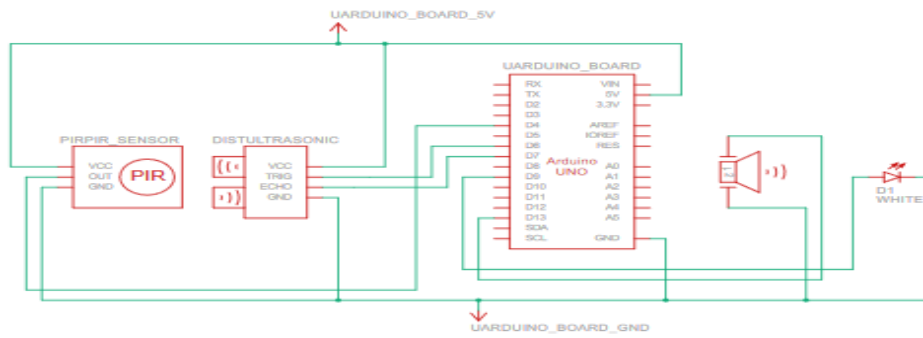 UARDUINO_BOARD_5V
UARDUINO_BOARD
PIRPIR_SENSOR
VCC
OUT
GND
PIR
DISTULTRASONIC
VCC
TRIG
ECHO
GND
RX
TX
D2
D3
D4
D5
D6
D7
D8
D9
D10
D11
D12
D13
SDA
SCL
Arduino
UNO
VIN
5V
3.3V
AREF
IOREF
RES
A0
A1
A2
A3
A4
A5
GND
D1
WHITE
UARDUINO_BOARD_GND